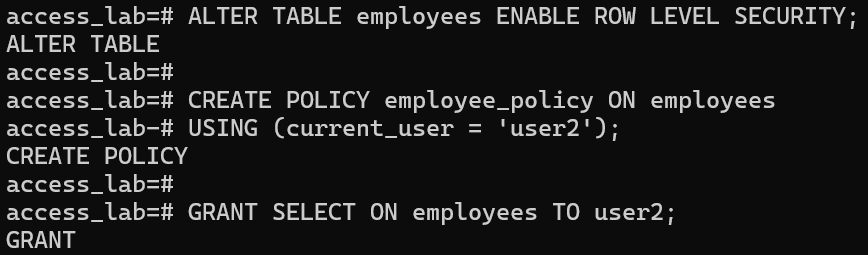 access_lab=# ALTER TABLE employees ENABLE ROW LEVEL SECURITY;
ALTER TABLE
access_lab=#
access_lab=# CREATE POLICY employee_policy ON employees
access_lab-# USING (current_user = 'user2');
CREATE POLICY
access_lab=#
access_lab=# GRANT SELECT ON employees TO user2;
GRANT